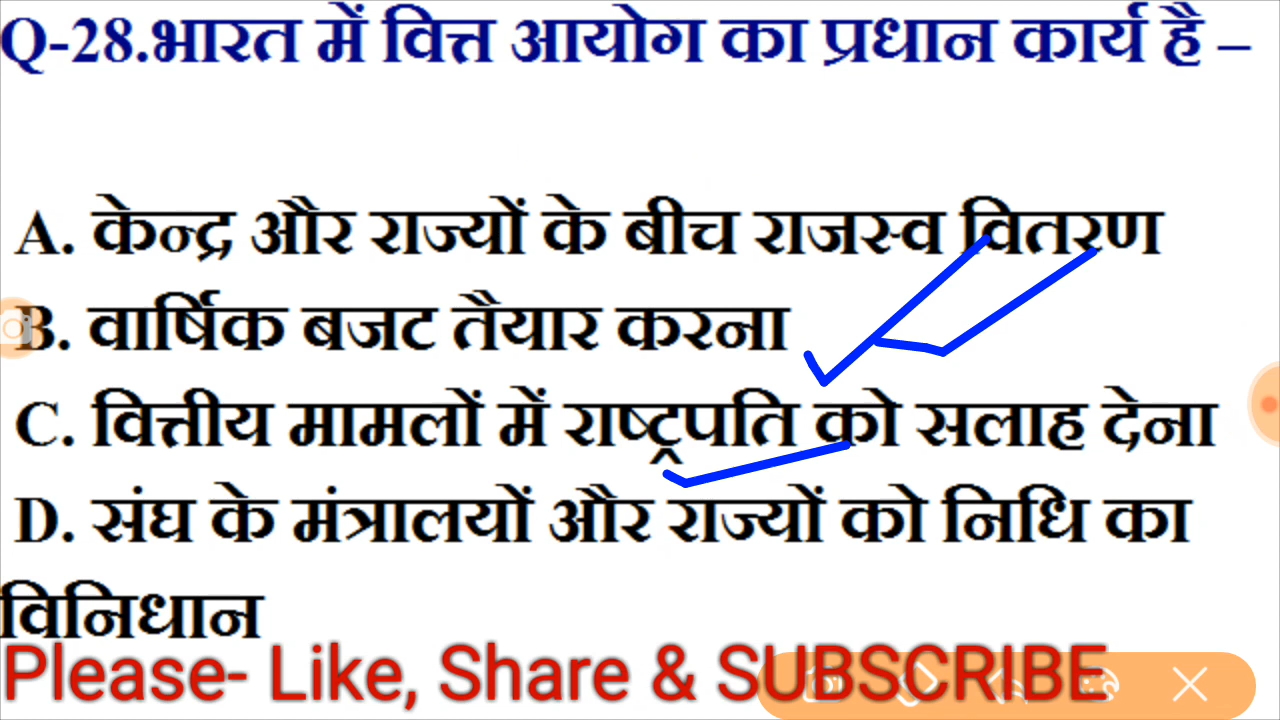 Q-28.भारत में वित्त आयोग का प्रधान कार्य है –
A. केन्द्र और राज्यों के बीच राजस्व वितरण
B. वार्षिक बजट तैयार करना
C. वित्तीय मामलों में राष्ट्रपति को सलाह देना
D. संघ के मंत्रालयों और राज्यों को निधि का
विनिधान
Please- Like, Share & SUBSCRIBE